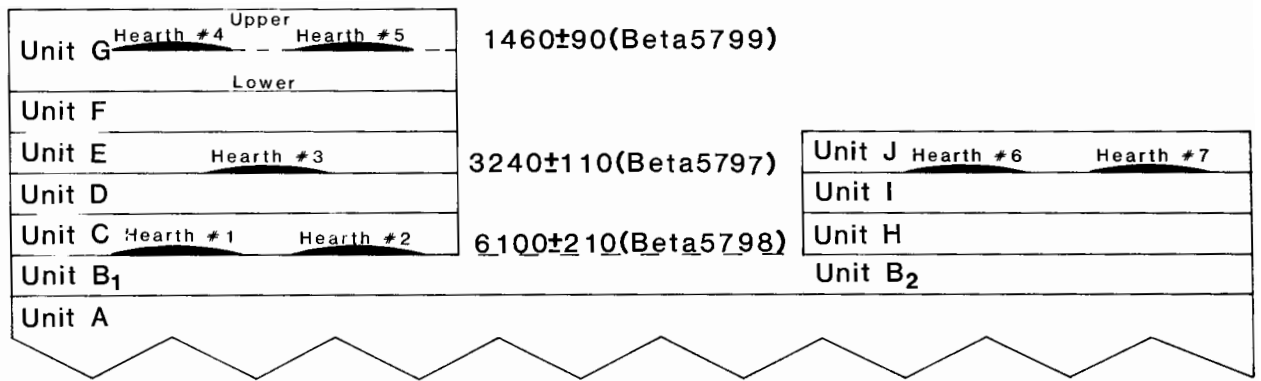 Upper
Unit G Hearth #4 Hearth #5 1460±90(Beta5799)
Lower
Unit F
Unit E Hearth #3 3240±110(Beta5797) Unit J Hearth #6 Hearth #7
Unit D Unit I
Unit C Hearth #1 Hearth #2 6100±210(Beta5798) Unit H
Unit B₁ Unit B₂
Unit A